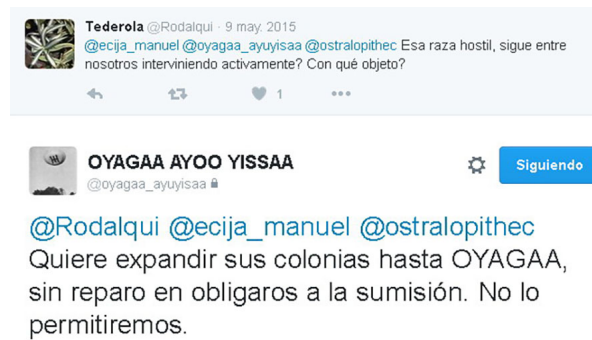 Tederola @Rodalqui · 9 may. 2015
@ecija_manuel @oyagaa_ayuyisaa @ostralopithec Esa raza hostil, sigue entre
nosotros interviniendo activamente? Con qué objeto?
1
OYAGAA AYOO YISSAA
@oyagaa_ayuyisaa
Siguiendo
@Rodalqui @ecija_manuel @ostralopithec
Quiere expandir sus colonias hasta OYAGAA,
sin reparo en obligaros a la sumisión. No lo
permitiremos.